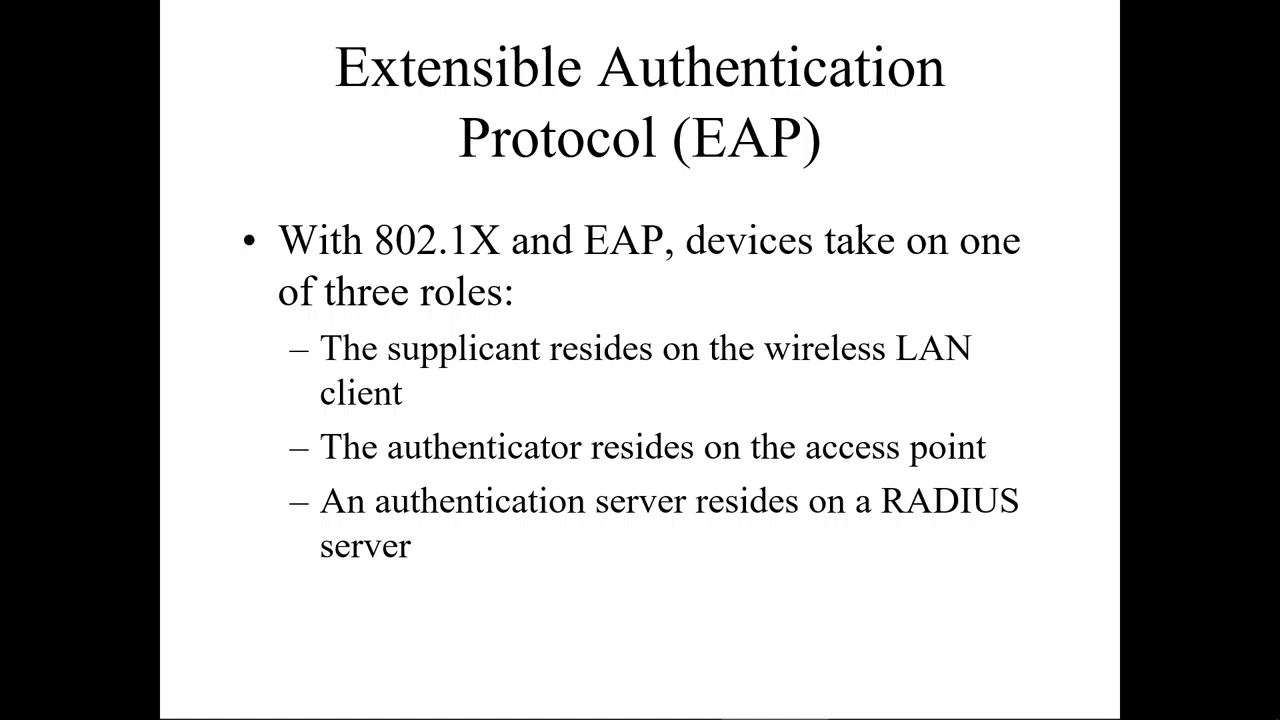 Extensible Authentication
Protocol (EAP)
• With 802.1X and EAP, devices take on one
of three roles:
– The supplicant resides on the wireless LAN
client
– The authenticator resides on the access point
– An authentication server resides on a RADIUS
server